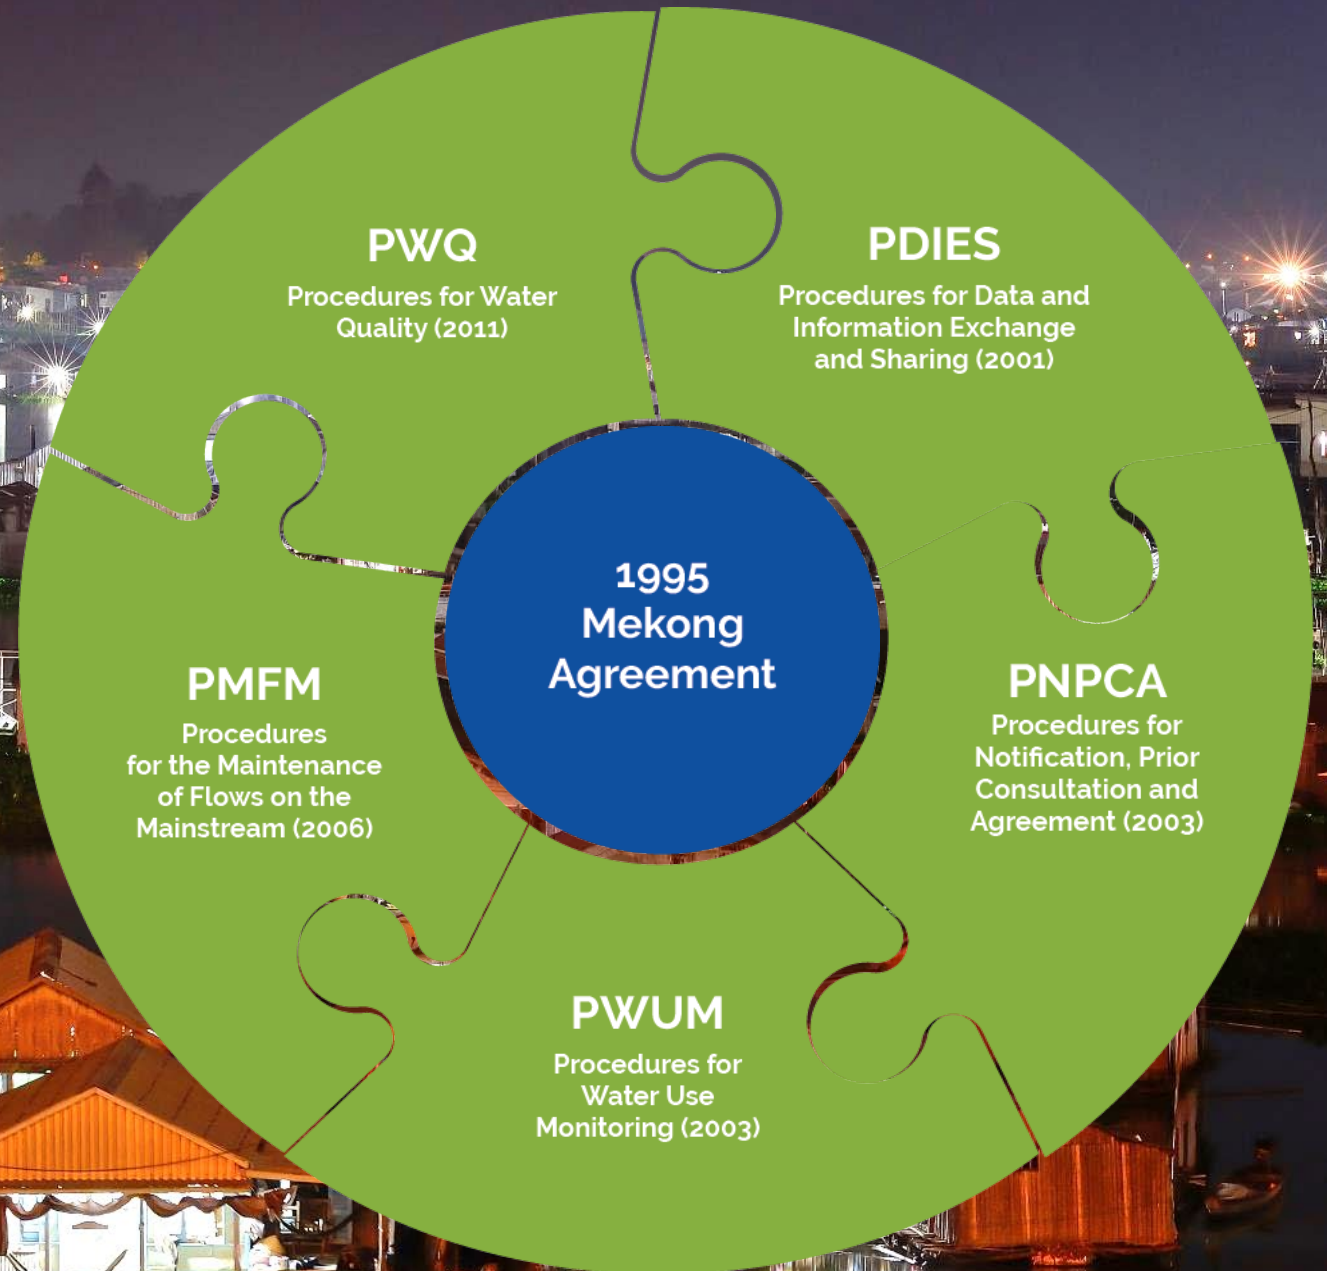 PWQ
Procedures for Water
Quality (2011)
PDIES
Procedures for Data and
Information Exchange
and Sharing (2001)
1995
Mekong
Agreement
PMFM
Procedures
for the Maintenance
of Flows on the
Mainstream (2006)
PNPCA
Procedures for
Notification, Prior
Consultation and
Agreement (2003)
PWUM
Procedures for
Water Use
Monitoring (2003)